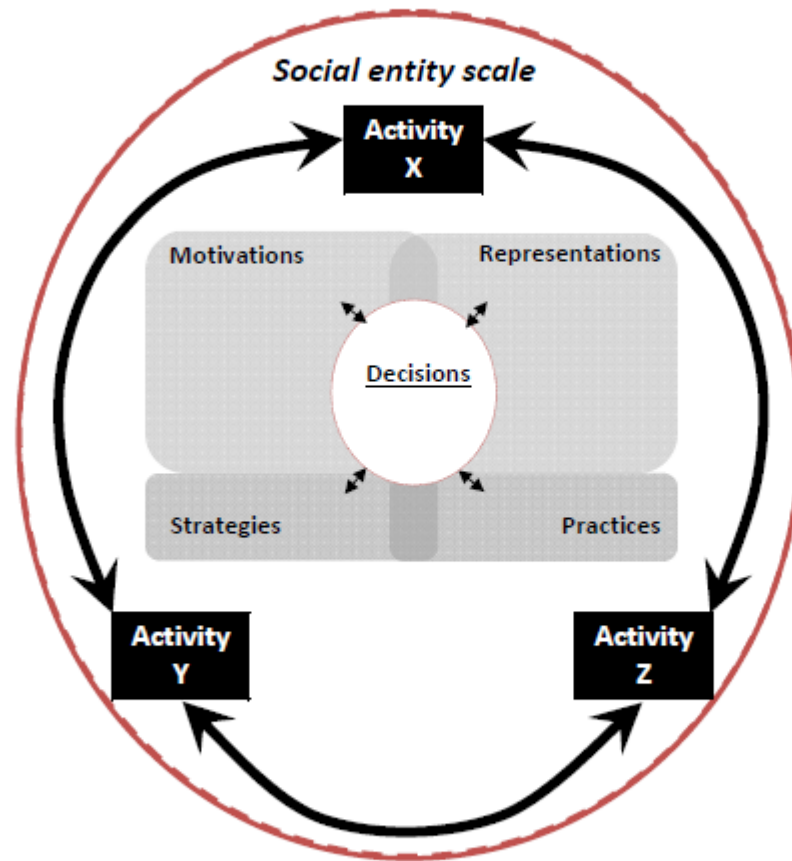 Social entity scale
Activity
X
Motivations
Representations
Decisions
Strategies
Practices
Activity
Y
Activity
Z